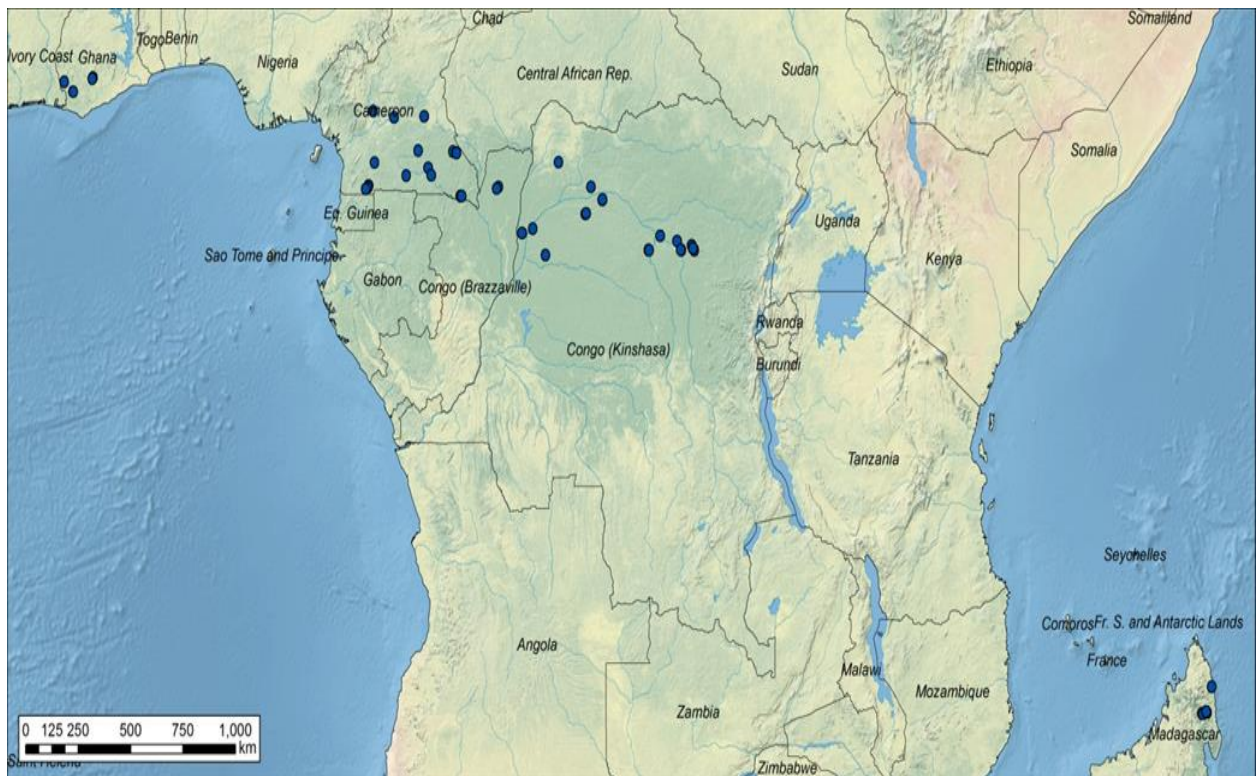 Chad
Somaliland
Ivory Coast
Ghana
Togo
Benin
Nigeria
Central African Rep.
Sudan
Ethiopia
Cameroon
Somalia
Eq. Guinea
Uganda
Sao Tome and Principe
Kenya
Gabon
Congo (Brazzaville)
Rwanda
Congo (Kinshasa)
Burundi
Tanzania
Seychelles
Comoros
Fr. S. and Antarctic Lands
Angola
France
Malawi
Mozambique
Zambia
0 125 250 500 750 1,000
km
Madagascar
Saint Helena
Zimbabwe